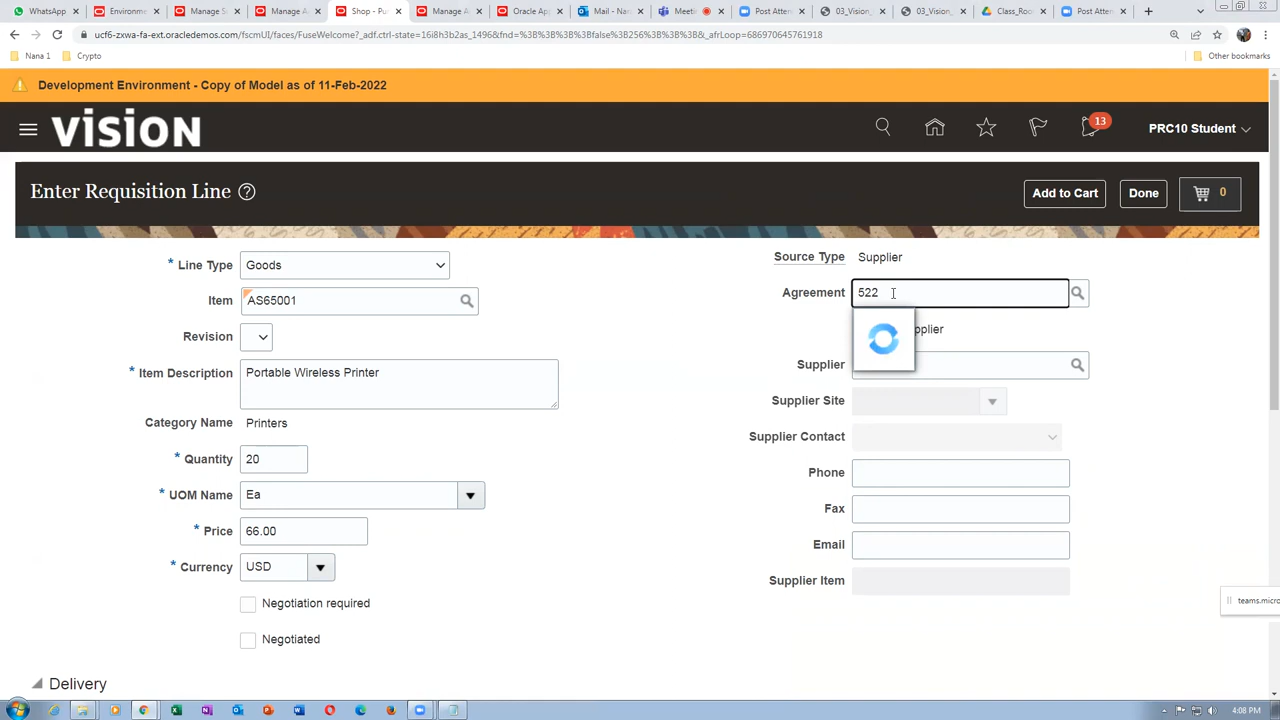 WhatsApp
Environme
Manage S
Manage A
Shop - Pu
Manage A
Oracle Ap
Mail - Nan
Meeti
Post Atten
03_Vision_
03_Vision_
Class_Roo
Post Atten
ucf6-zxwa-fa-ext.oracledemos.com/fscmUI/faces/FuseWelcome?_adf.ctrl-state=16i8h3b2as_1496&fnd=%3B%3B%3B%3Bfalse%3B256%3B%3B%3B&_afrLoop=686970645761918
Nana 1
Crypto
Other bookmarks
Development Environment - Copy of Model as of 11-Feb-2022
VISION
13
PRC10 Student
Enter Requisition Line
Add to Cart
Done
0
* Line Type Goods
Source Type Supplier
Item AS65001
Agreement 522
Revision
pplier
* Item Description Portable Wireless Printer
Supplier
Supplier Site
Category Name Printers
Supplier Contact
* Quantity 20
Phone
* UOM Name Ea
Fax
* Price 66.00
Email
* Currency USD
Supplier Item
Negotiation required
teams.micro
Negotiated
Delivery
4:08 PM